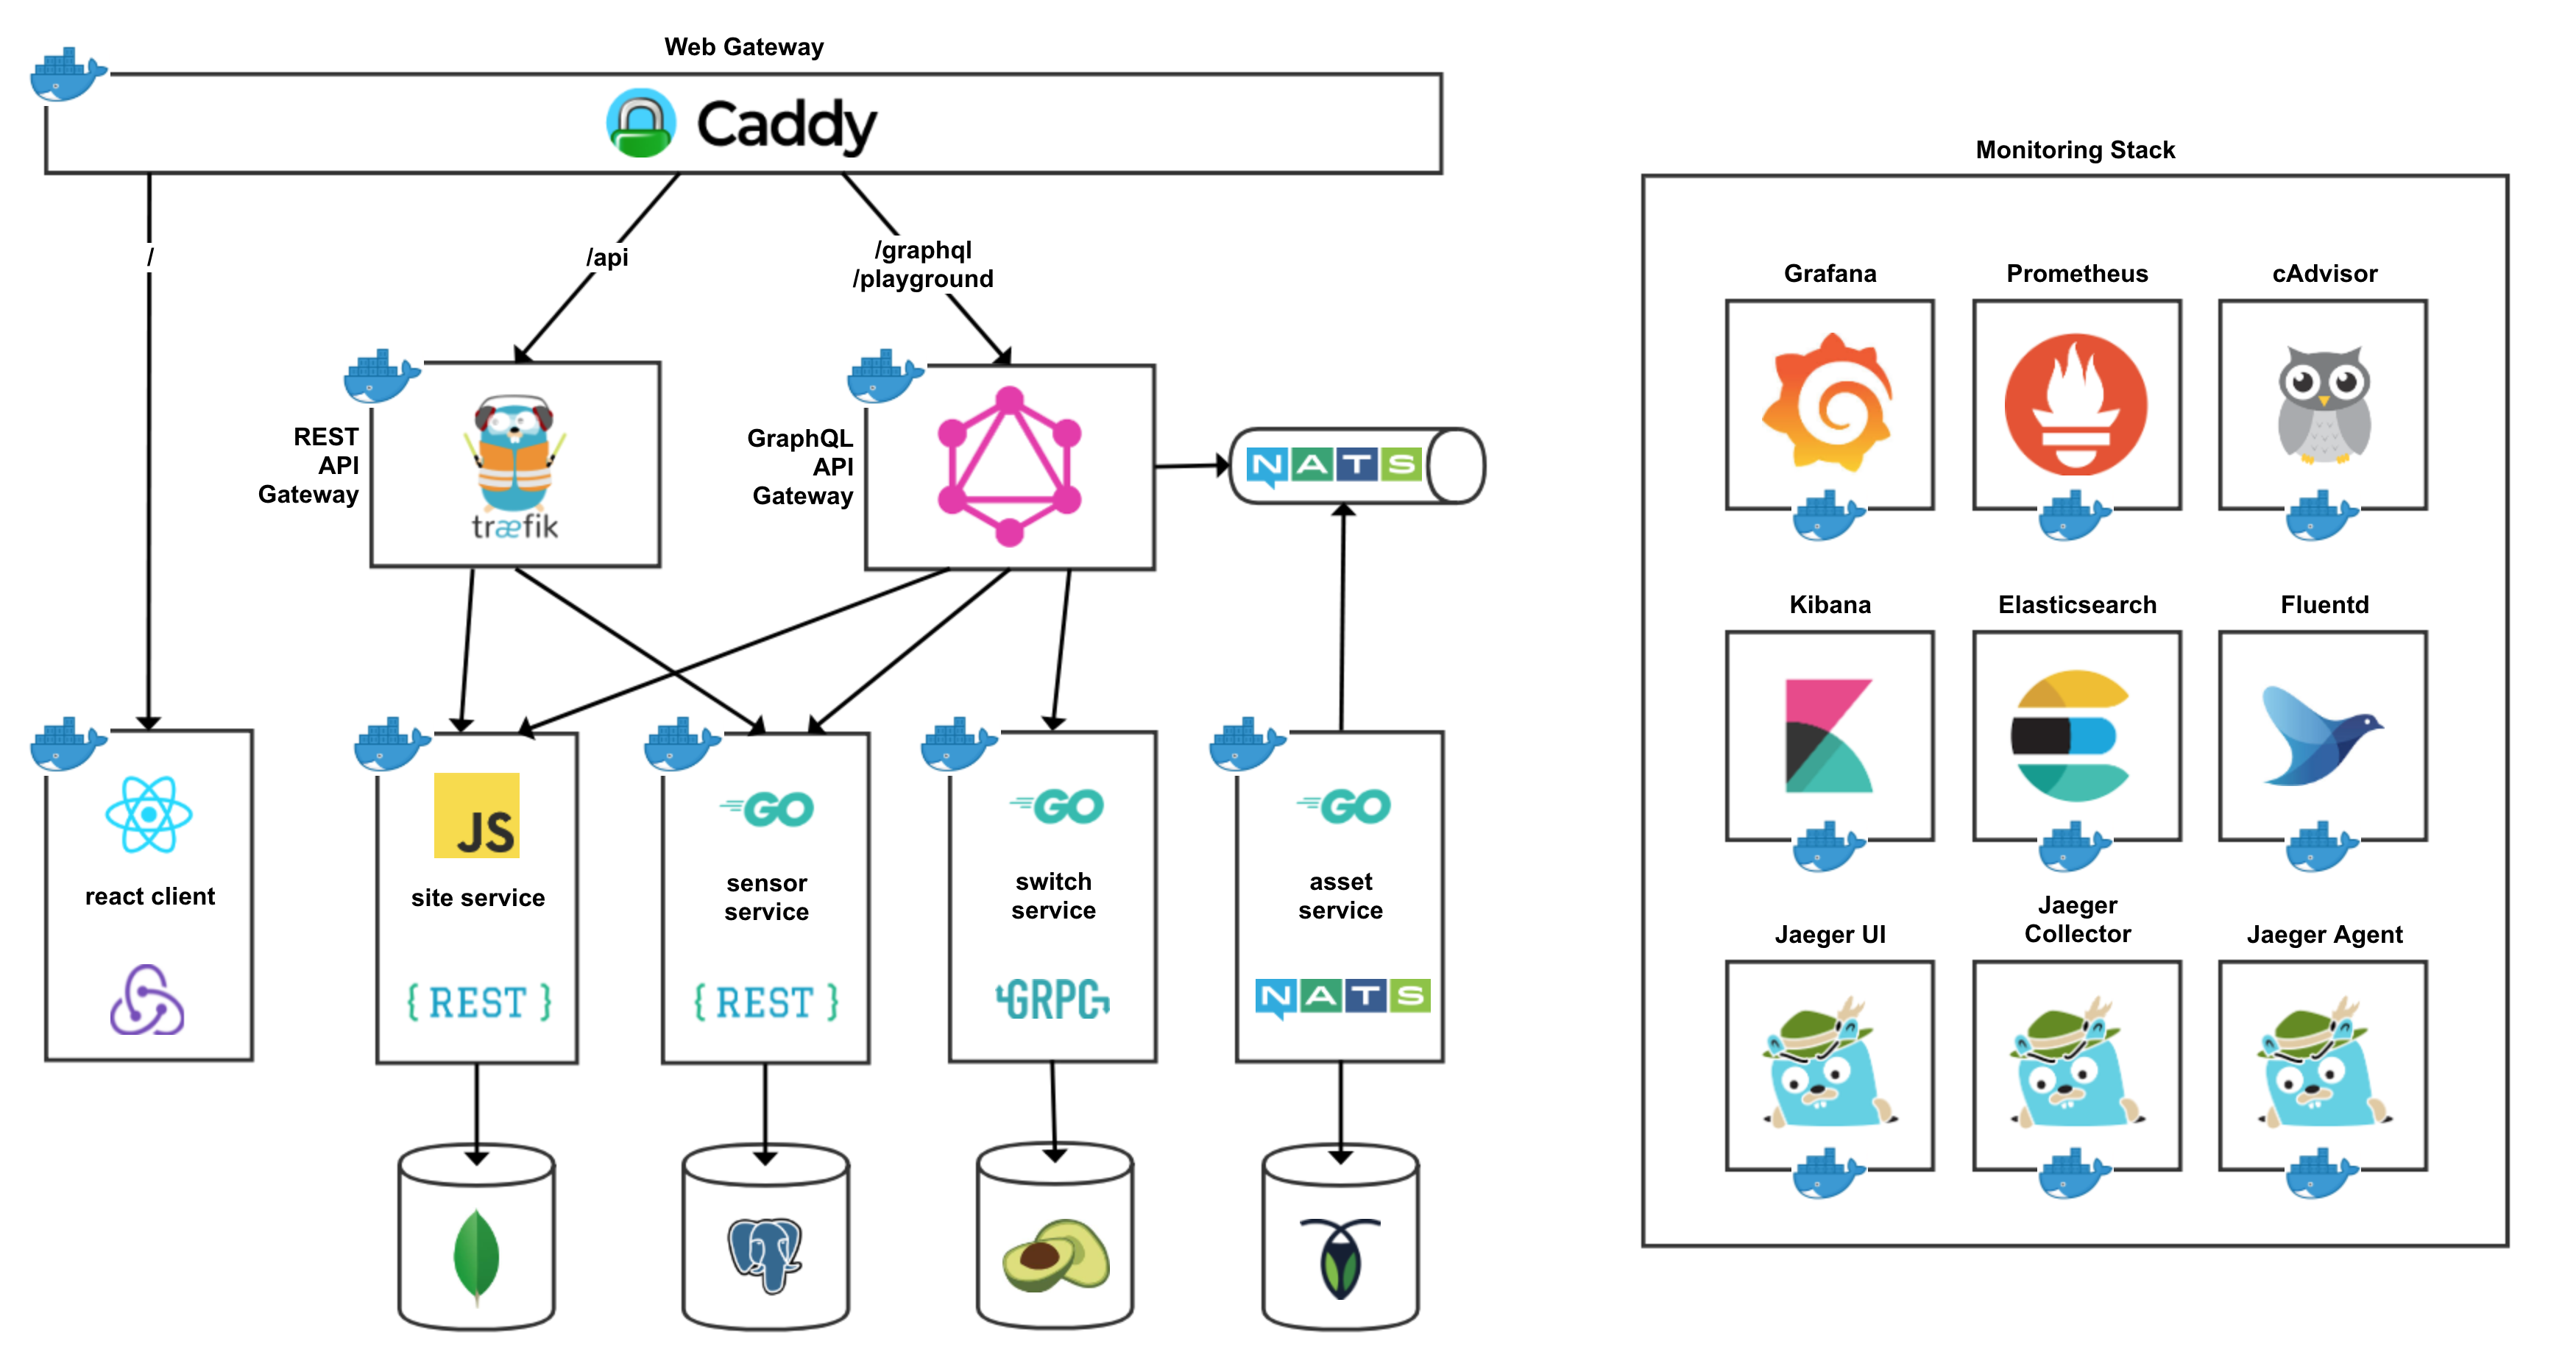 Web Gateway
Caddy
/
/api
/graphql
/playground
REST
API
Gateway
træfik
GraphQL
API
Gateway
NATS
react client
JS
site service
{ REST }
GO
sensor
service
{ REST }
GO
switch
service
GRPC
GO
asset
service
NATS
Monitoring Stack
Grafana
Prometheus
cAdvisor
Kibana
Elasticsearch
Fluentd
Jaeger UI
Jaeger
Collector
Jaeger Agent